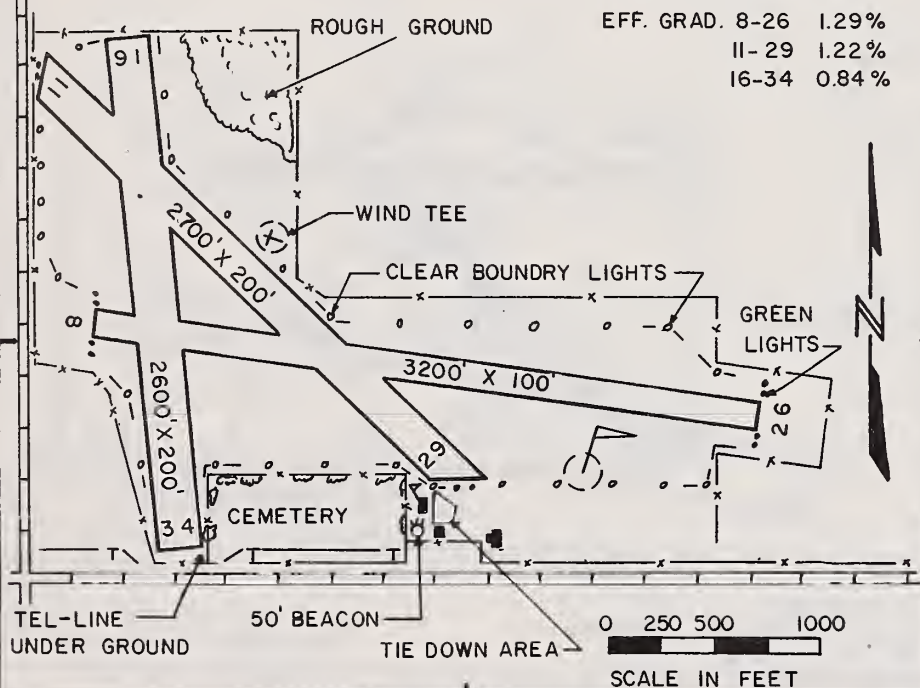 EFF. GRAD. 8-26 1.29%
11-29 1.22%
16-34 0.84%
ROUGH GROUND
16
11
2700' X 200'
WIND TEE
CLEAR BOUNDRY LIGHTS
GREEN
LIGHTS
N
8
3200' X 100'
26
2600' X 200'
29
34
CEMETERY
T
T
TEL-LINE
UNDER GROUND
50' BEACON
TIE DOWN AREA
0 250 500 1000
SCALE IN FEET